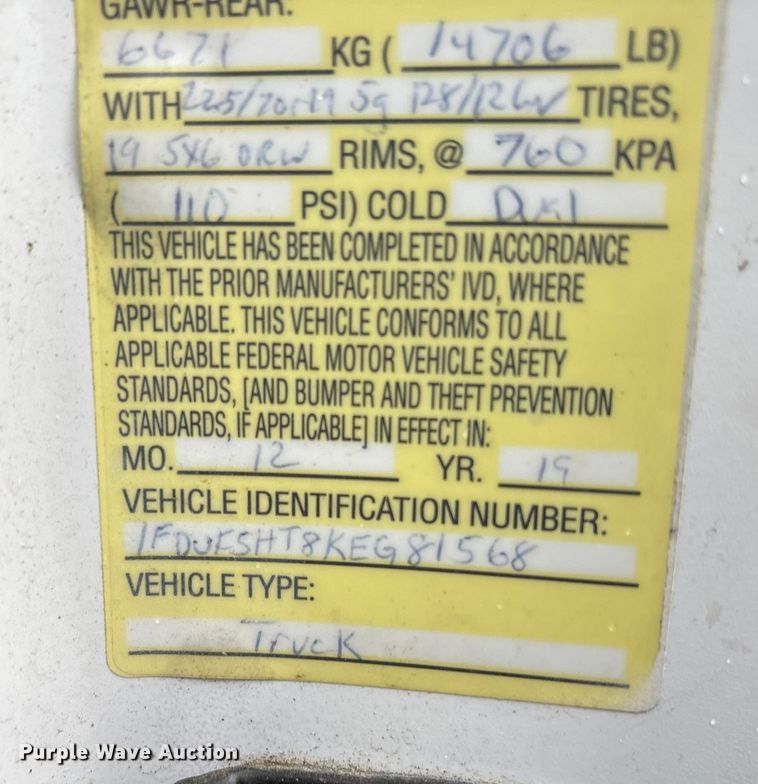 GAWR-REAR:
6671 KG ( 14706 LB)
WITH 225/70r19 5g 128/126N TIRES,
19 5x6 0RW RIMS, @ 760 KPA
( 110 PSI) COLD Dual
THIS VEHICLE HAS BEEN COMPLETED IN ACCORDANCE
WITH THE PRIOR MANUFACTURERS' IVD, WHERE
APPLICABLE. THIS VEHICLE CONFORMS TO ALL
APPLICABLE FEDERAL MOTOR VEHICLE SAFETY
STANDARDS, [AND BUMPER AND THEFT PREVENTION
STANDARDS, IF APPLICABLE] IN EFFECT IN:
MO. 12 YR. 19
VEHICLE IDENTIFICATION NUMBER:
1FDUF5HT8KEG81568
VEHICLE TYPE:
Truck
Purple Wave Auction